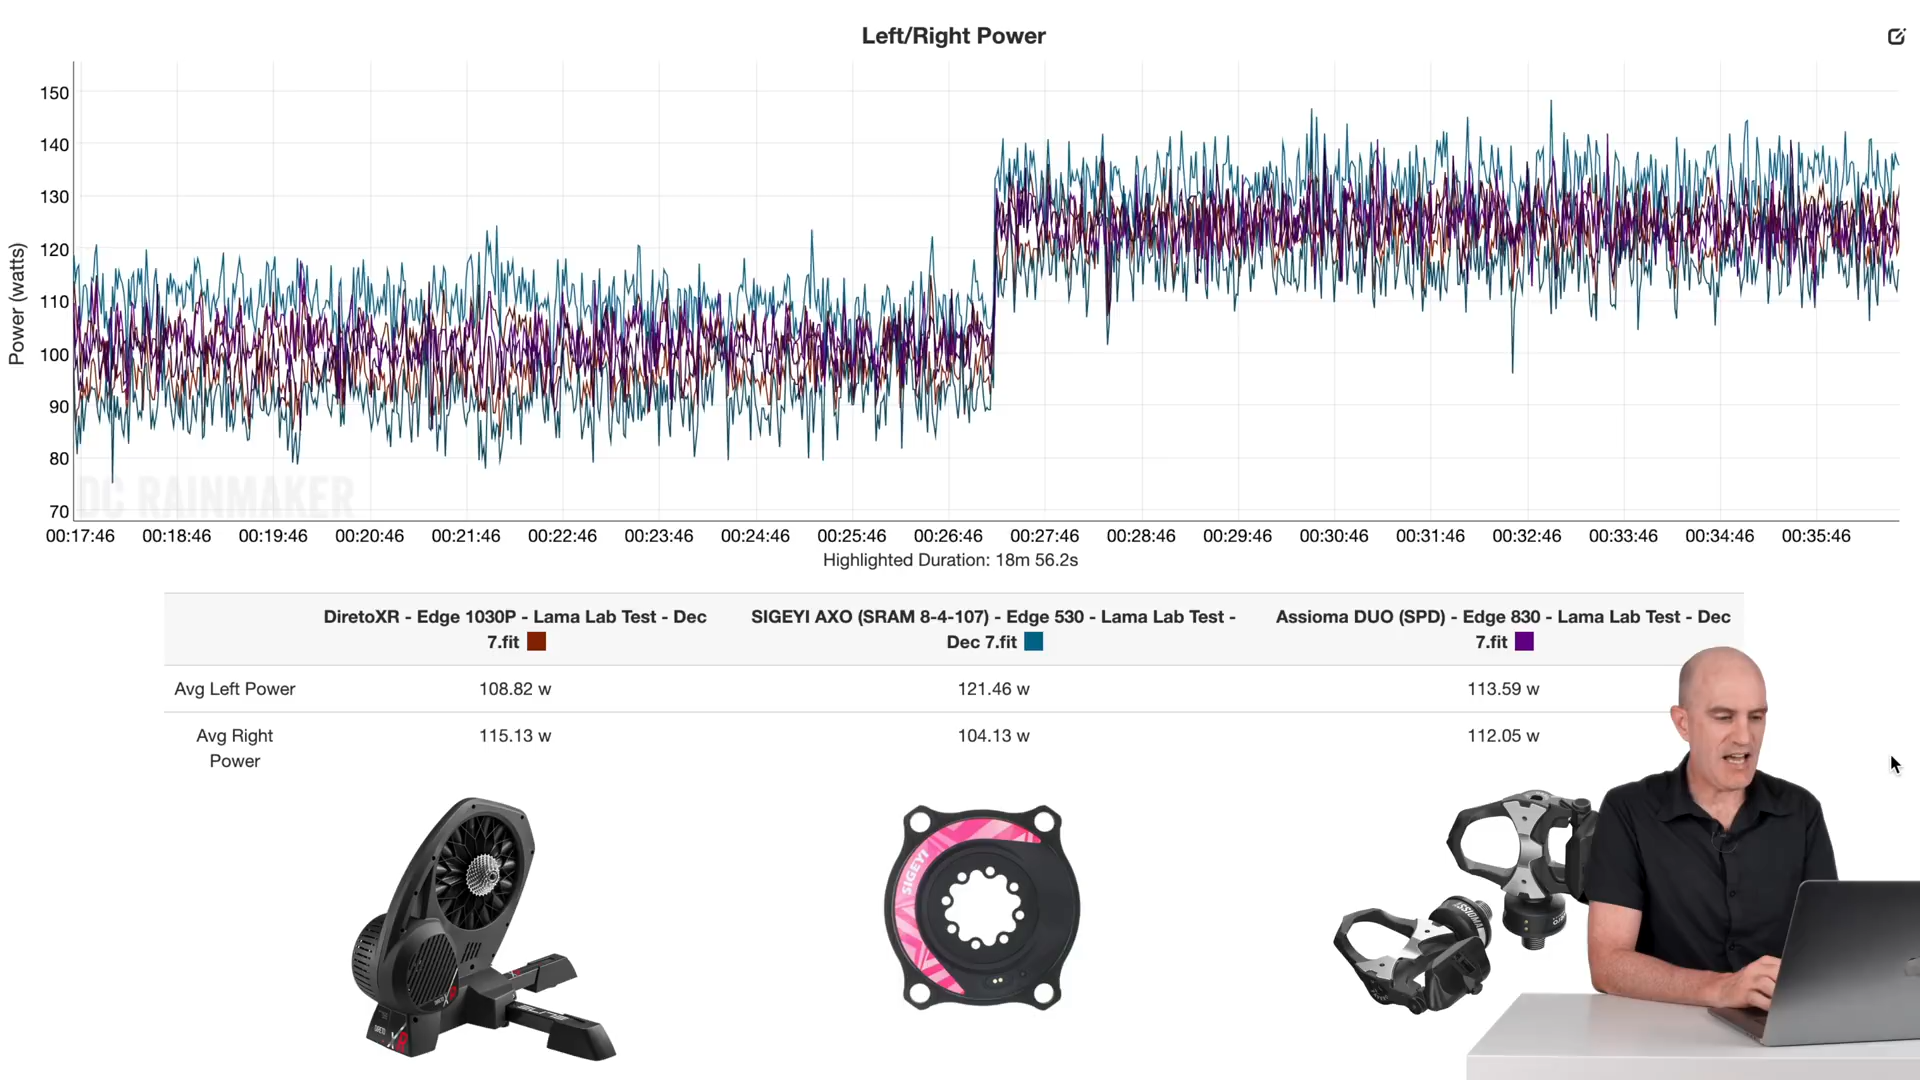 Left/Right Power
Power (watts)
150
140
130
120
110
100
90
80
70
DC RAINMAKER
00:17:46 00:18:46 00:19:46 00:20:46 00:21:46 00:22:46 00:23:46 00:24:46 00:25:46 00:26:46 00:27:46 00:28:46 00:29:46 00:30:46 00:31:46 00:32:46 00:33:46 00:34:46 00:35:46
Highlighted Duration: 18m 56.2s
DiretoXR - Edge 1030P - Lama Lab Test - Dec
7.fit
SIGEYI AXO (SRAM 8-4-107) - Edge 530 - Lama Lab Test -
Dec 7.fit
Assioma DUO (SPD) - Edge 830 - Lama Lab Test - Dec
7.fit
Avg Left Power 108.82 w 121.46 w 113.59 w
Avg Right
Power
115.13 w 104.13 w 112.05 w
SIGEYI
ASSIOMA
DIRETO
XR